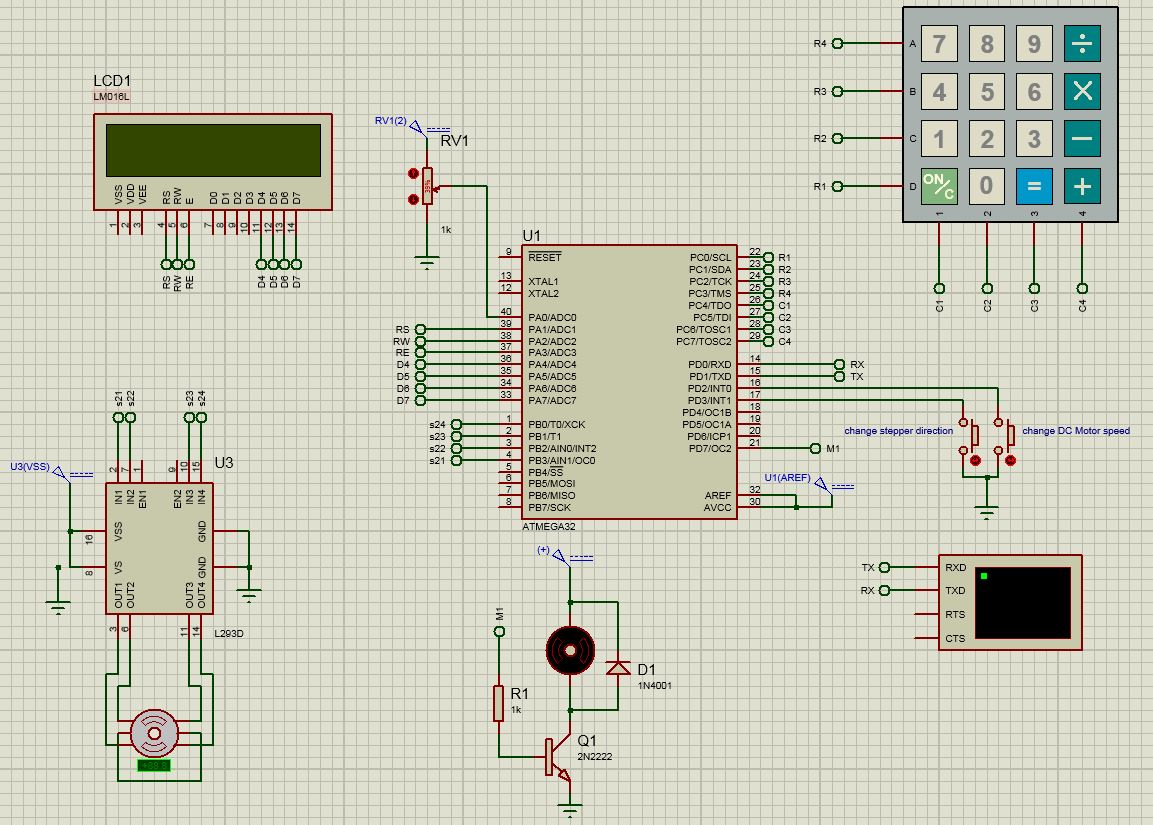 LCD1
LM016L
VSS
VDD
VEE
RS
RW
E
D0
D1
D2
D3
D4
D5
D6
D7
1
2
3
4
5
6
7
8
9
10
11
12
13
14
RS
RW
RE
D4
D5
D6
D7
RV1(2)
RV1
39%
1k
R4
R3
R2
R1
A
B
C
D
7 8 9 ÷
4 5 6 ×
1 2 3 −
ON/C 0 = +
1 2 3 4
C1
C2
C3
C4
U1
9 RESET
13 XTAL1
12 XTAL2
40 PA0/ADC0
RS 39 PA1/ADC1
RW 38 PA2/ADC2
RE 37 PA3/ADC3
D4 36 PA4/ADC4
D5 35 PA5/ADC5
D6 34 PA6/ADC6
D7 33 PA7/ADC7
s24 1 PB0/T0/XCK
s23 2 PB1/T1
s22 3 PB2/AIN0/INT2
s21 4 PB3/AIN1/OC0
5 PB4/SS
6 PB5/MOSI
7 PB6/MISO
8 PB7/SCK
PC0/SCL 22 R1
PC1/SDA 23 R2
PC2/TCK 24 R3
PC3/TMS 25 R4
PC4/TDO 26 C1
PC5/TDI 27 C2
PC6/TOSC1 28 C3
PC7/TOSC2 29 C4
PD0/RXD 14 RX
PD1/TXD 15 TX
PD2/INT0 16
PD3/INT1 17
PD4/OC1B 18
PD5/OC1A 19
PD6/ICP1 20
PD7/OC2 21 M1
AREF 32
AVCC 30
ATMEGA32
U1(AREF)
change stepper direction
change DC Motor speed
s21
s22
s23
s24
U3(VSS)
U3
2
7
1
9
10
15
IN1
IN2
EN1
EN2
IN3
IN4
16
VSS
GND
8
VS
GND
OUT1
OUT2
OUT3
OUT4
3
6
11
14
L293D
(+)
M1
R1
1k
D1
1N4001
Q1
2N2222
TX RXD
RX TXD
RTS
CTS